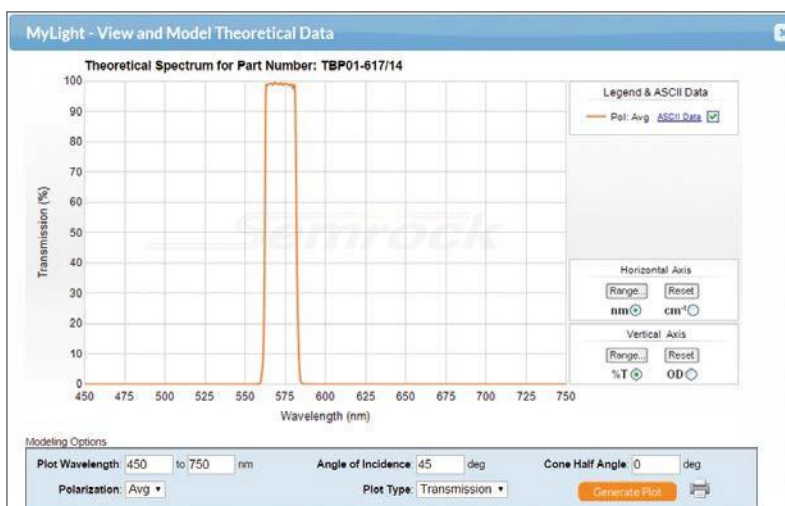 MyLight - View and Model Theoretical Data
Theoretical Spectrum for Part Number: TBP01-617/14
100
90
80
70
60
50
40
30
20
10
0
Transmission (%)
Semrock
450 475 500 525 550 575 600 625 650 675 700 725 750
Wavelength (nm)
Legend & ASCII Data
Pol: Avg ASCII Data
Horizontal Axis
Range... Reset
nm cm⁻¹
Vertical Axis
Range... Reset
%T OD
Modeling Options
Plot Wavelength: 450 to 750 nm Angle of Incidence: 45 deg Cone Half Angle: 0 deg
Polarization: Avg Plot Type: Transmission Generate Plot